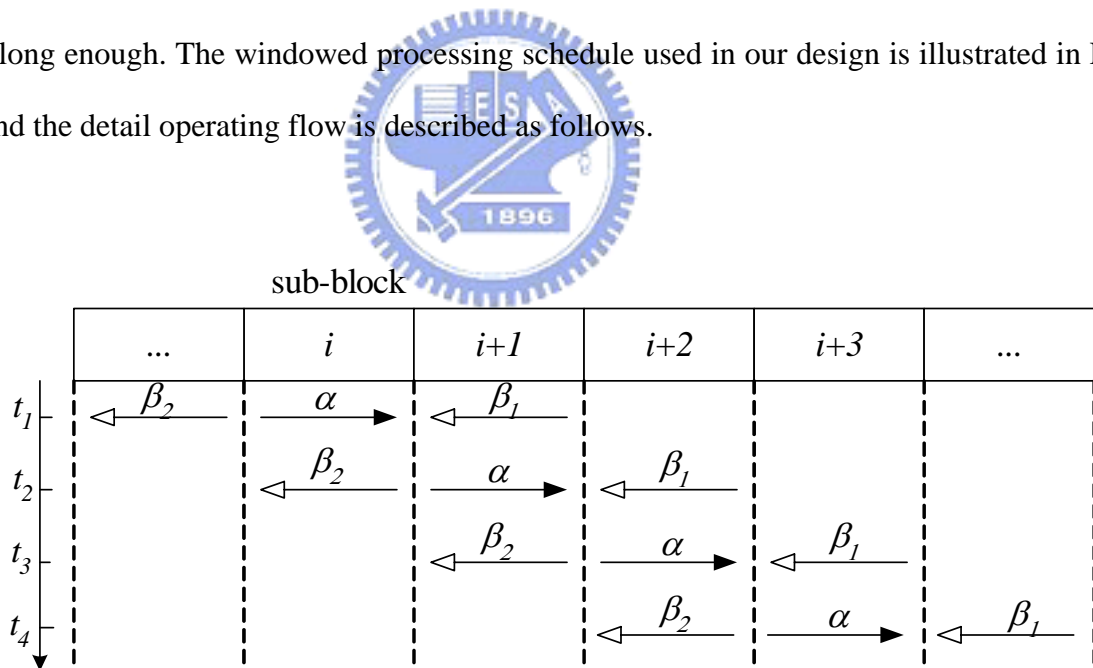 long enough. The windowed processing schedule used in our design is illustrated in
nd the detail operating flow is described as follows.
E S A
1896
sub-block
... i i+1 i+2 i+3 ...
t₁ β₂ α β₁
t₂ β₂ α β₁
t₃ β₂ α β₁
t₄ β₂ α β₁